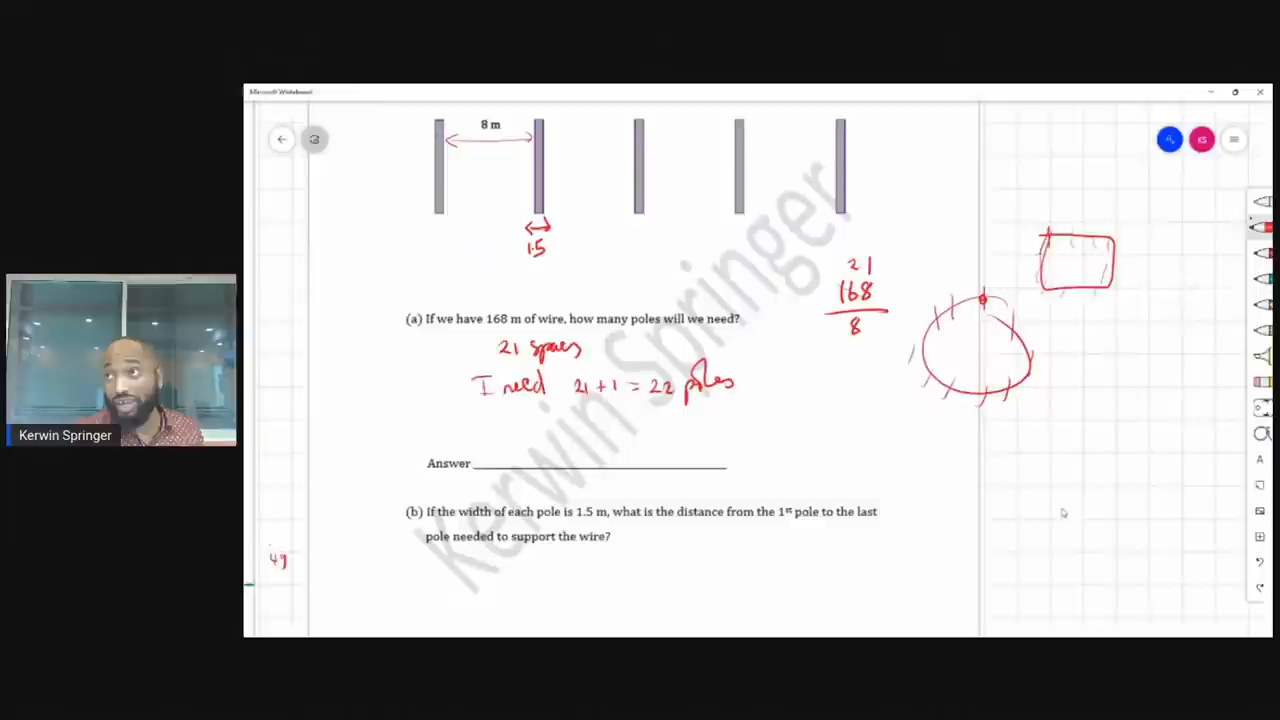 Microsoft Whiteboard
8 m
KS
1.5
21
168
8
(a) If we have 168 m of wire, how many poles will we need?
21 spaces
I need 21 + 1 = 22 poles
Kerwin Springer
Answer
(b) If the width of each pole is 1.5 m, what is the distance from the 1st pole to the last
pole needed to support the wire?
49
Kerwin Springer
A